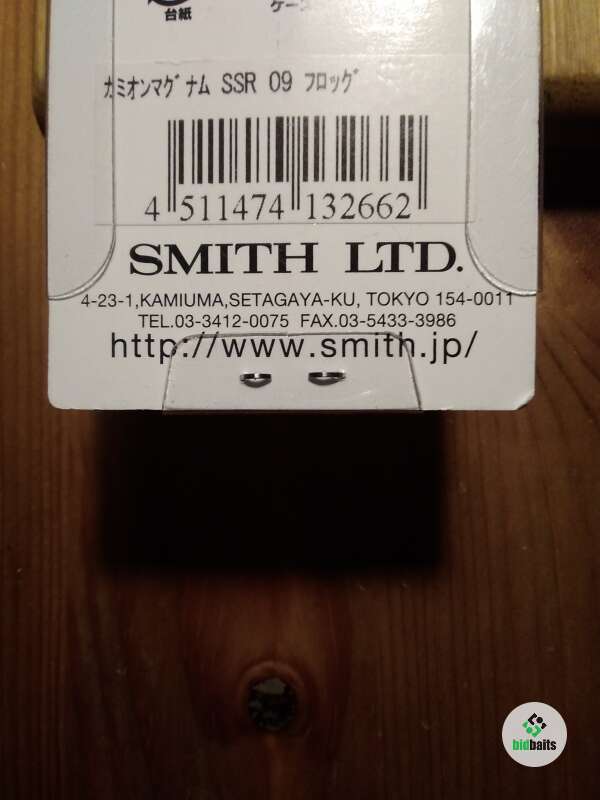 台紙
ケース
カミオンマグナム SSR 09 フロッグ
4 511474 132662
SMITH LTD.
4-23-1,KAMIUMA,SETAGAYA-KU, TOKYO 154-0011
TEL.03-3412-0075 FAX.03-5433-3986
http://www.smith.jp/
bidbaits